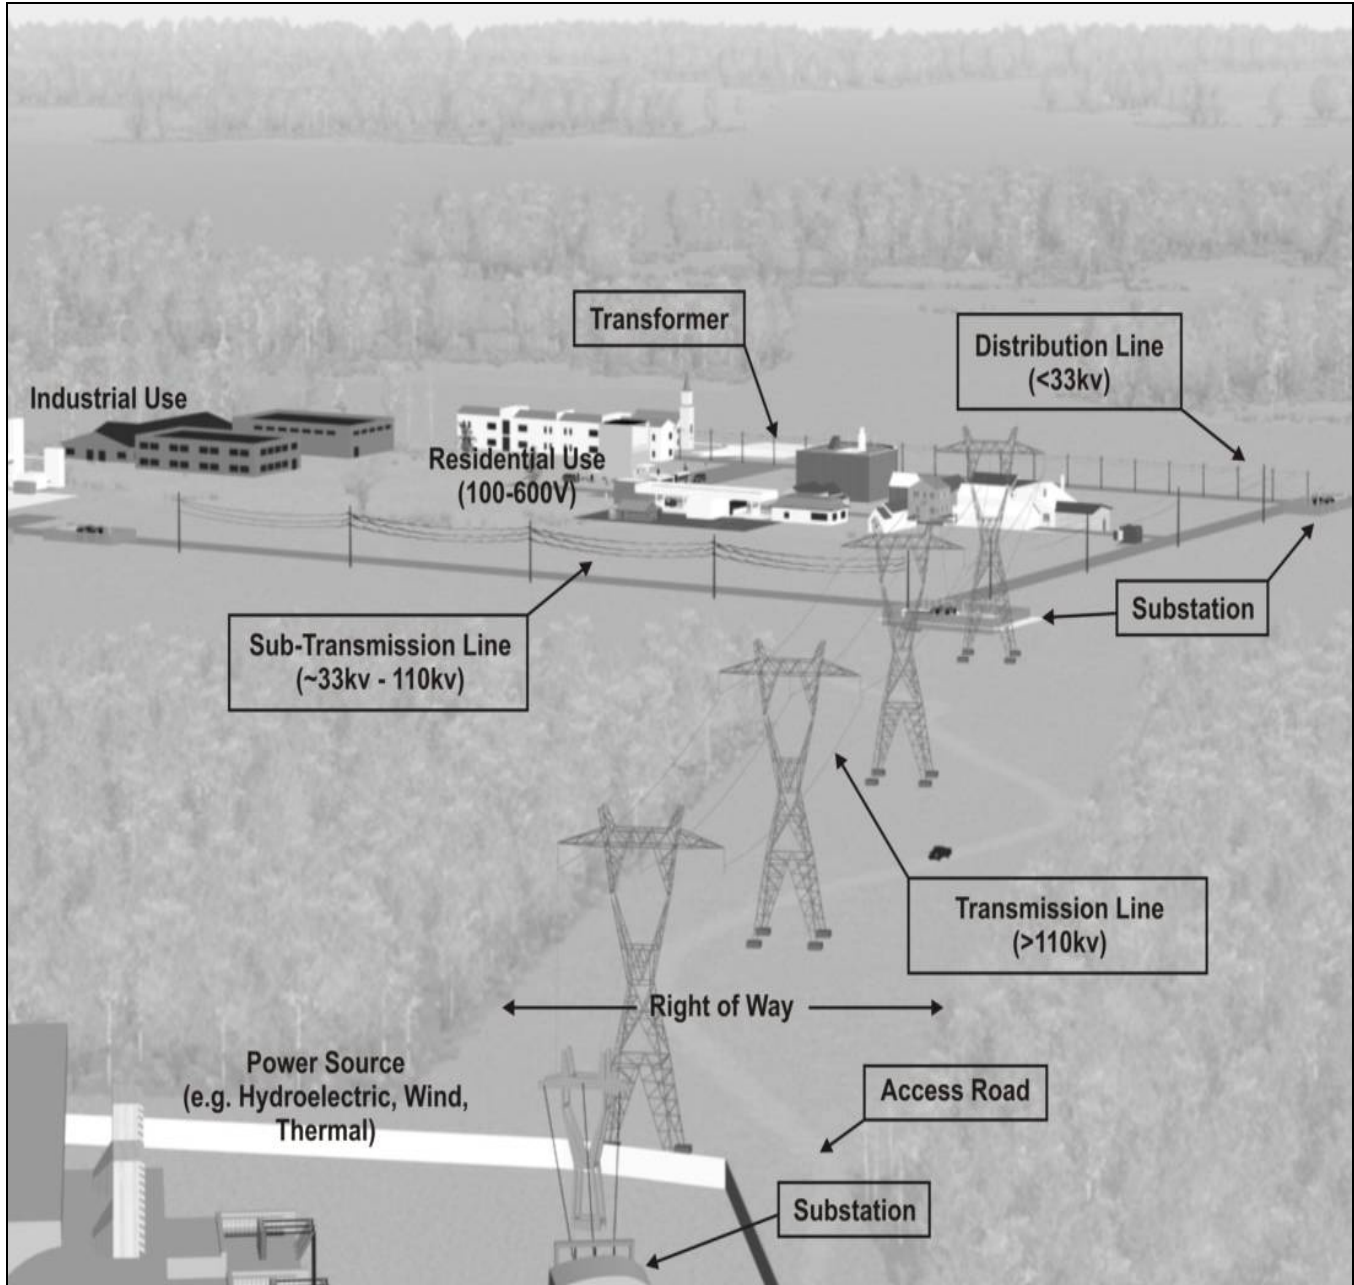 Transformer
Distribution Line
(<33kv)
Industrial Use
Residential Use
(100-600V)
Substation
Sub-Transmission Line
(~33kv - 110kv)
Transmission Line
(>110kv)
Right of Way
Power Source
(e.g. Hydroelectric, Wind,
Thermal)
Access Road
Substation